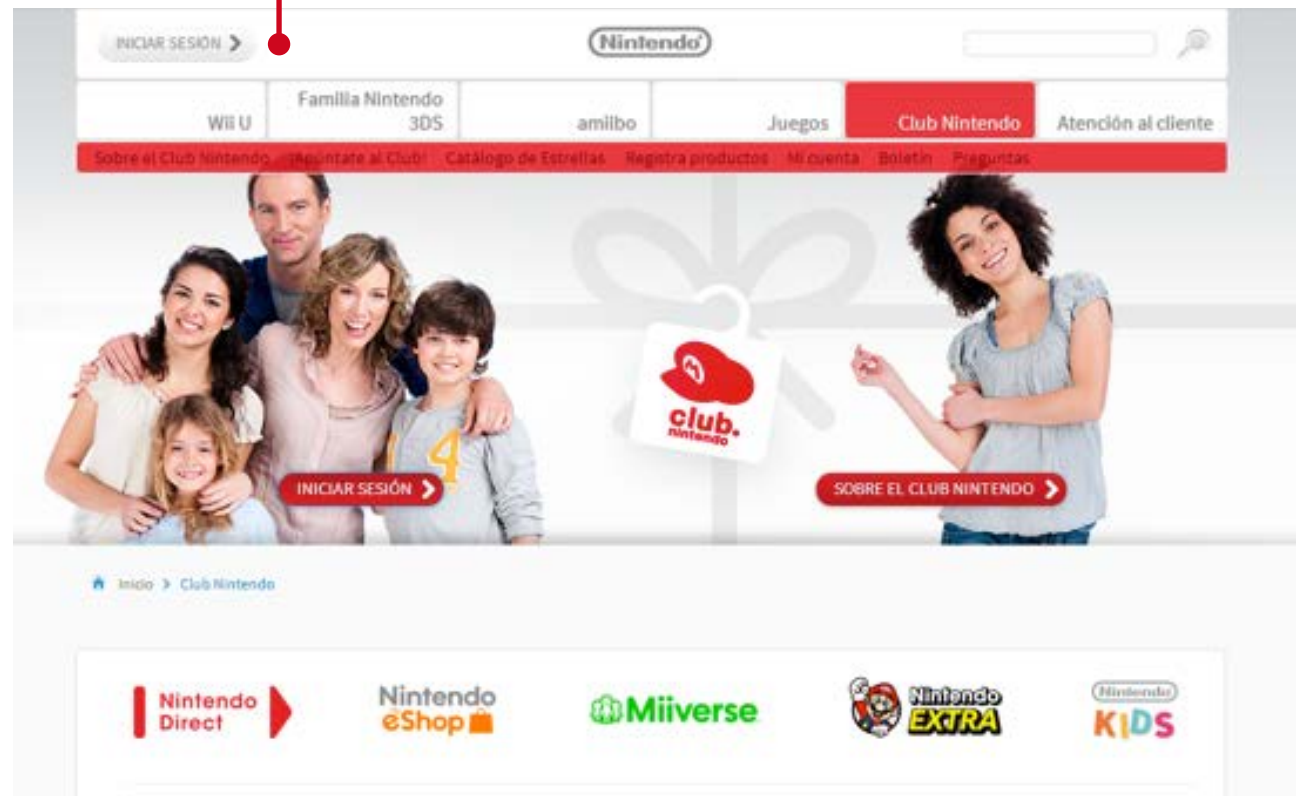 INICIAR SESIÓN
Nintendo
Wii U
Familia Nintendo
3DS
amiibo
Juegos
Club Nintendo
Atención al cliente
Sobre el Club Nintendo ¡Apúntate al Club! Catálogo de Estrellas Registra productos Mi cuenta Boletín Preguntas
M
club.
nintendo
14
INICIAR SESIÓN
SOBRE EL CLUB NINTENDO
Inicio > Club Nintendo
Nintendo
Direct
Nintendo
eShop
Miiverse
Nintendo
EXTRA
Nintendo
KIDS